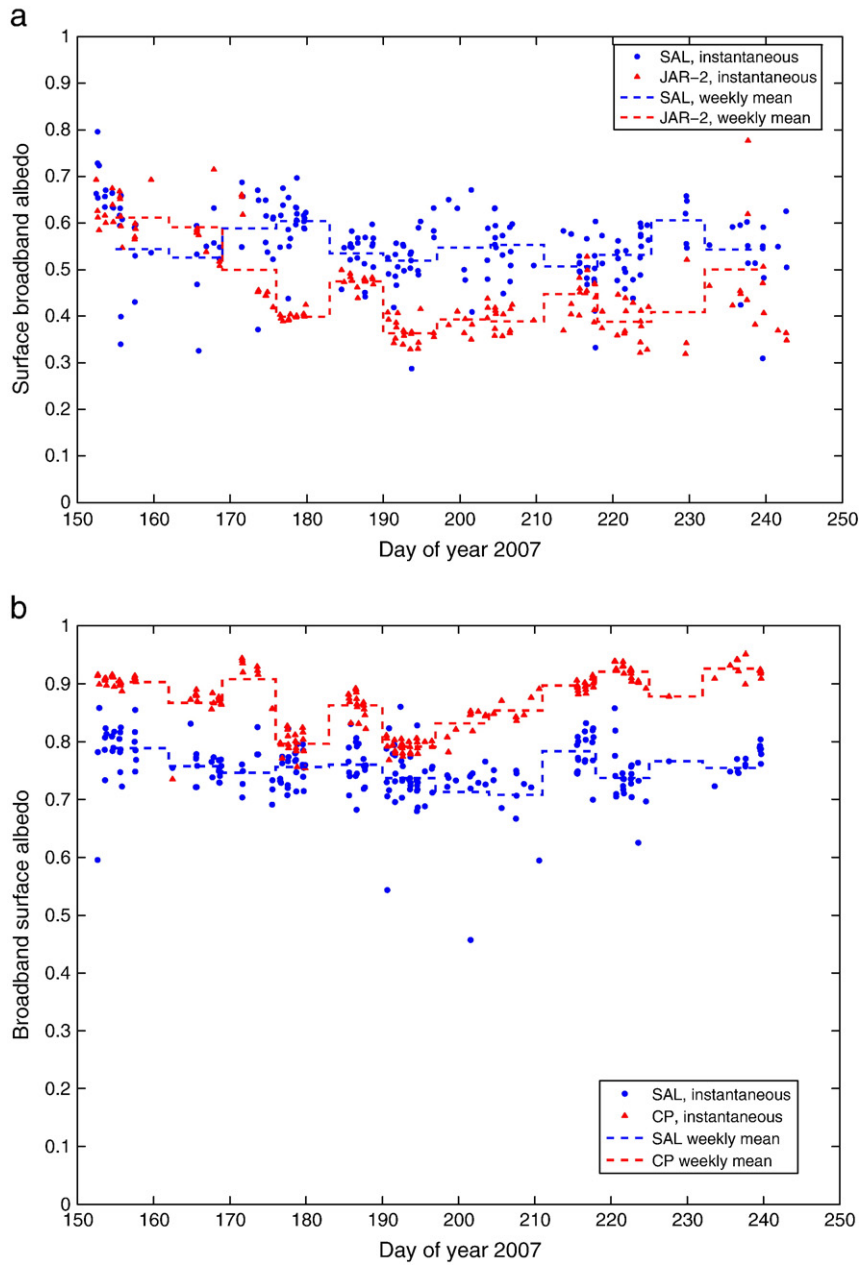 a
1
0.9
0.8
0.7
0.6
0.5
0.4
0.3
0.2
0.1
0
Surface broadband albedo
SAL, instantaneous
JAR-2, instantaneous
SAL, weekly mean
JAR-2, weekly mean
150 160 170 180 190 200 210 220 230 240 250
Day of year 2007
b
1
0.9
0.8
0.7
0.6
0.5
0.4
0.3
0.2
0.1
0
Broadband surface albedo
SAL, instantaneous
CP, instantaneous
SAL weekly mean
CP weekly mean
150 160 170 180 190 200 210 220 230 240 250
Day of year 2007